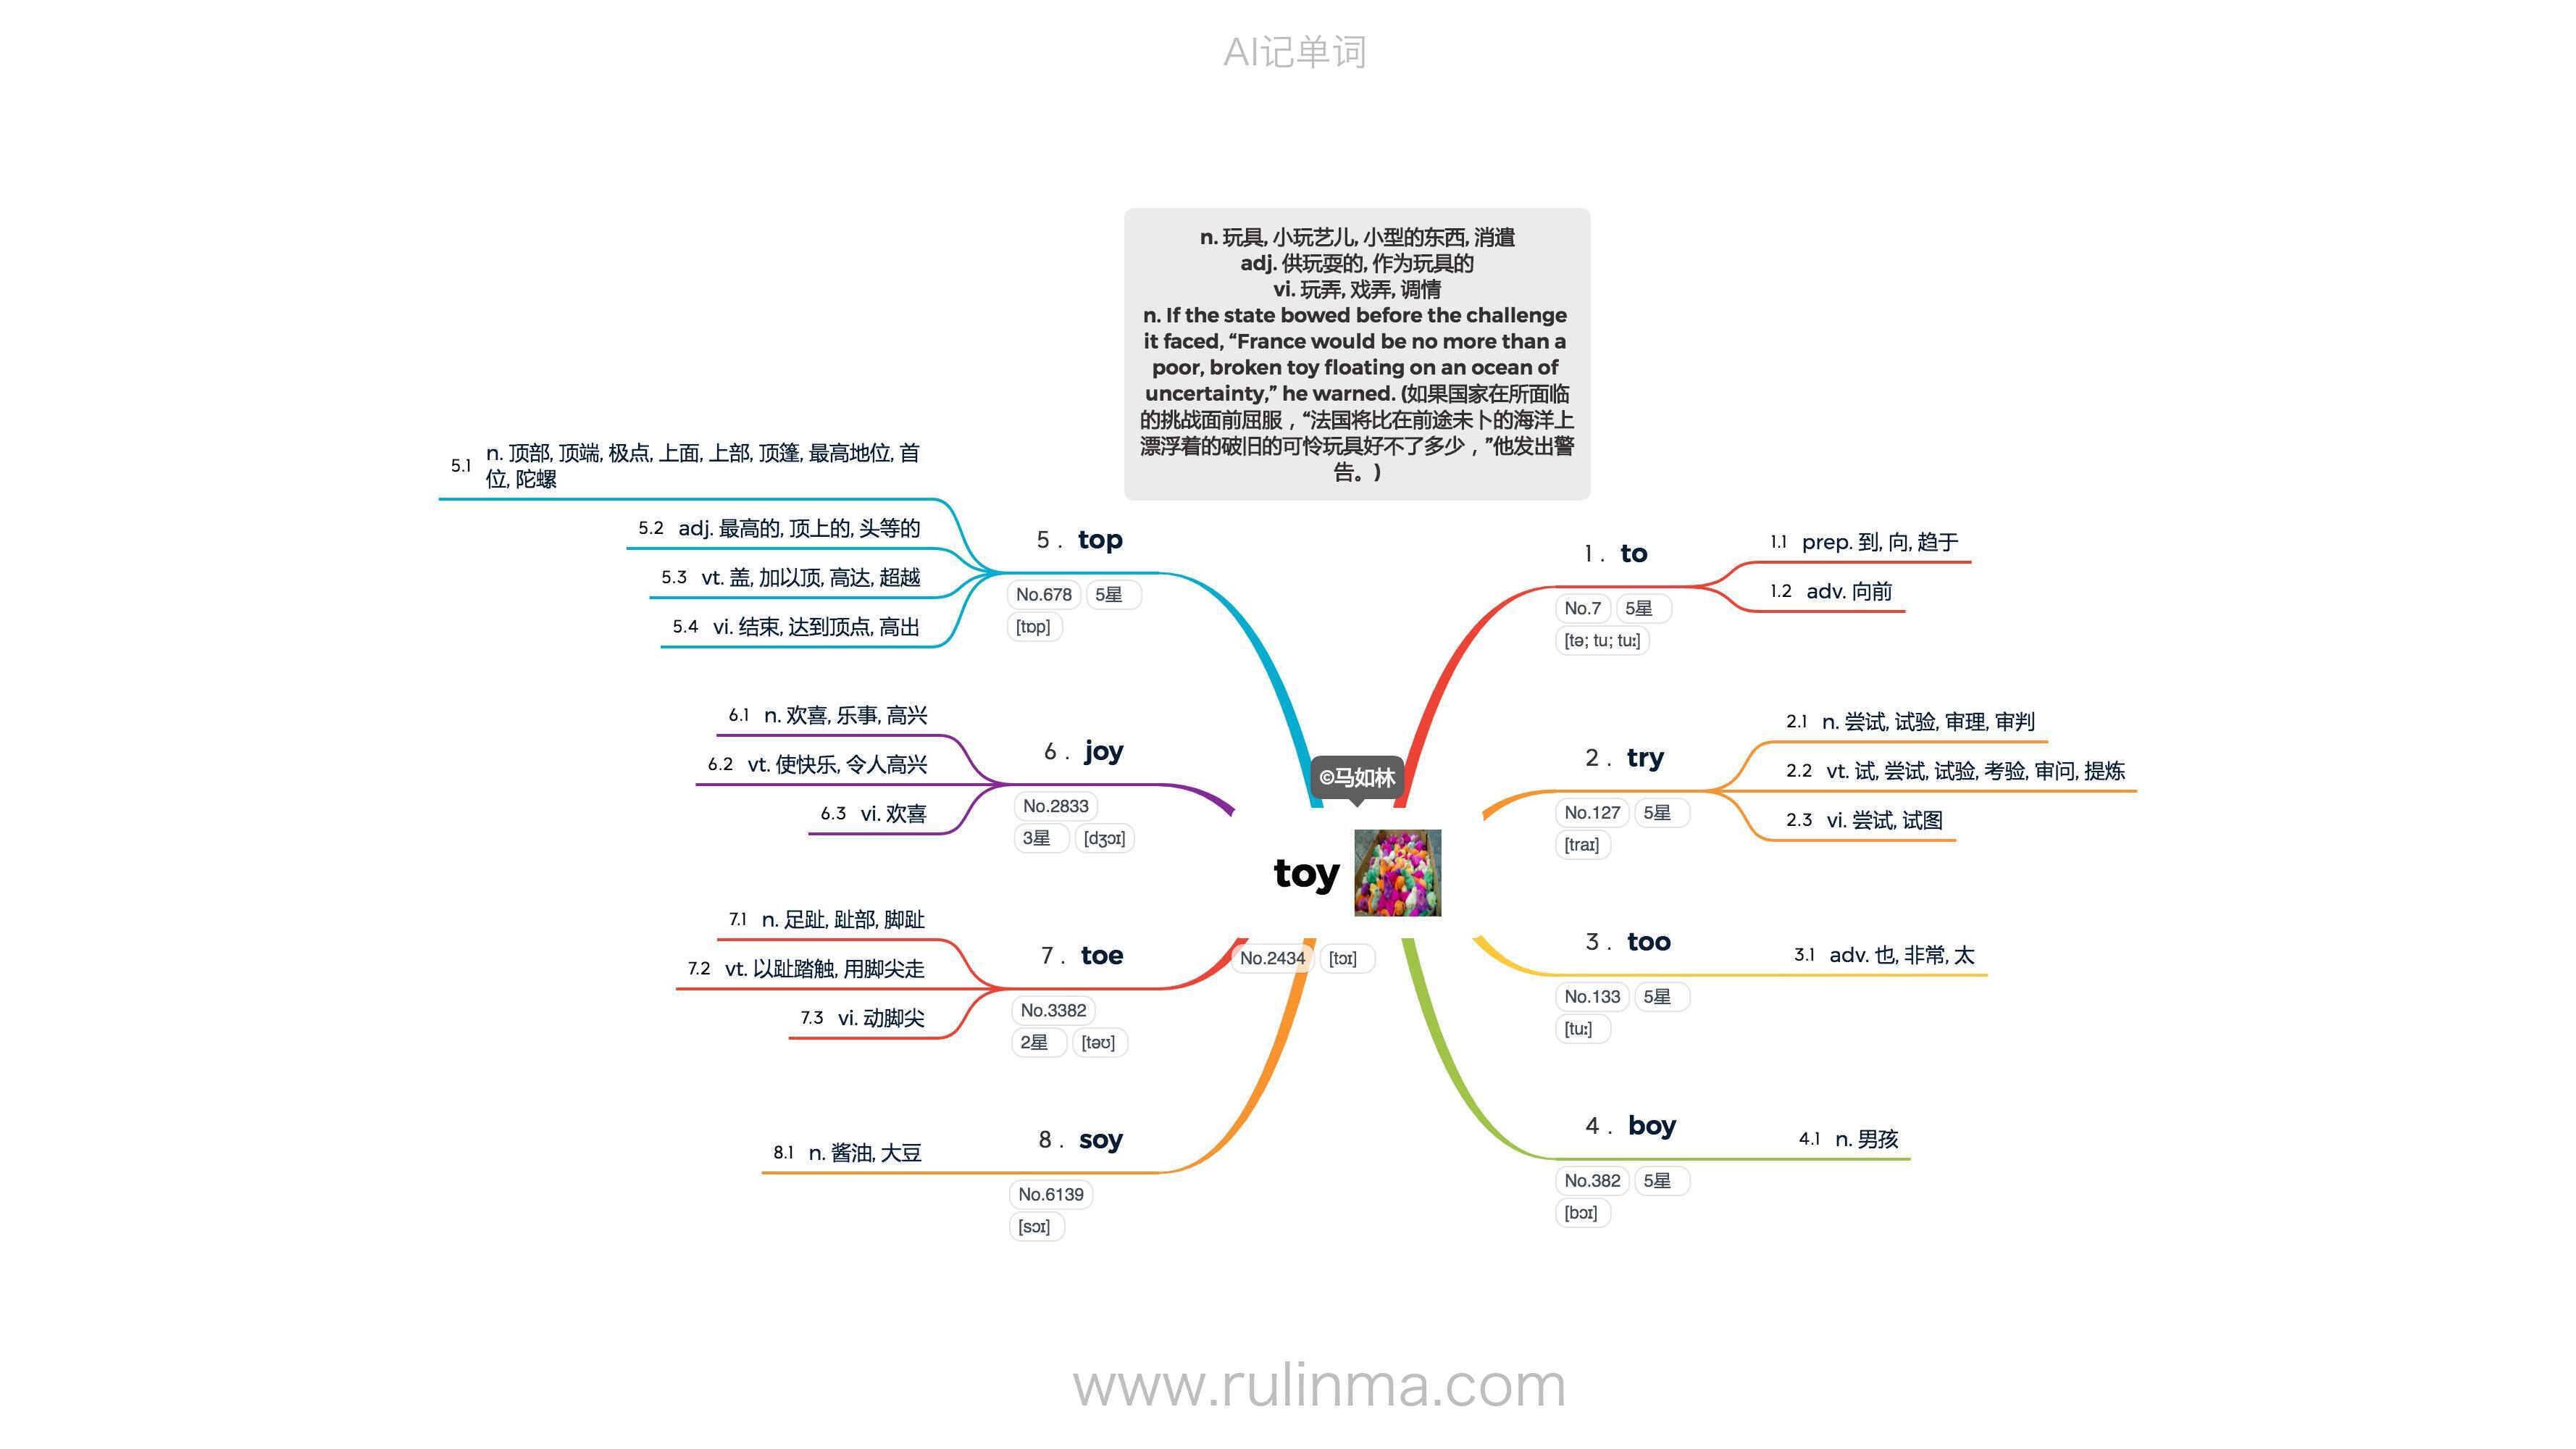 AI记单词
n. 玩具, 小玩艺儿, 小型的东西, 消遣
adj. 供玩耍的, 作为玩具的
vi. 玩弄, 戏弄, 调情
n. If the state bowed before the challenge
it faced, “France would be no more than a
poor, broken toy floating on an ocean of
uncertainty,” he warned. (如果国家在所面临
的挑战面前屈服，“法国将比在前途未卜的海洋上
漂浮着的破旧的可怜玩具好不了多少，”他发出警
告。)
©马如林
toy
No.2434 [tɔɪ]
1 . to
No.7 5星
[tə; tu; tuː]
1.1 prep. 到, 向, 趋于
1.2 adv. 向前
2 . try
No.127 5星
[traɪ]
2.1 n. 尝试, 试验, 审理, 审判
2.2 vt. 试, 尝试, 试验, 考验, 审问, 提炼
2.3 vi. 尝试, 试图
3 . too
No.133 5星
[tuː]
3.1 adv. 也, 非常, 太
4 . boy
No.382 5星
[bɔɪ]
4.1 n. 男孩
5 . top
No.678 5星
[tɒp]
5.1 n. 顶部, 顶端, 极点, 上面, 上部, 顶篷, 最高地位, 首
位, 陀螺
5.2 adj. 最高的, 顶上的, 头等的
5.3 vt. 盖, 加以顶, 高达, 超越
5.4 vi. 结束, 达到顶点, 高出
6 . joy
No.2833
3星 [dʒɔɪ]
6.1 n. 欢喜, 乐事, 高兴
6.2 vt. 使快乐, 令人高兴
6.3 vi. 欢喜
7 . toe
No.3382
2星 [təʊ]
7.1 n. 足趾, 趾部, 脚趾
7.2 vt. 以趾踏触, 用脚尖走
7.3 vi. 动脚尖
8 . soy
No.6139
[sɔɪ]
8.1 n. 酱油, 大豆
www.rulinma.com